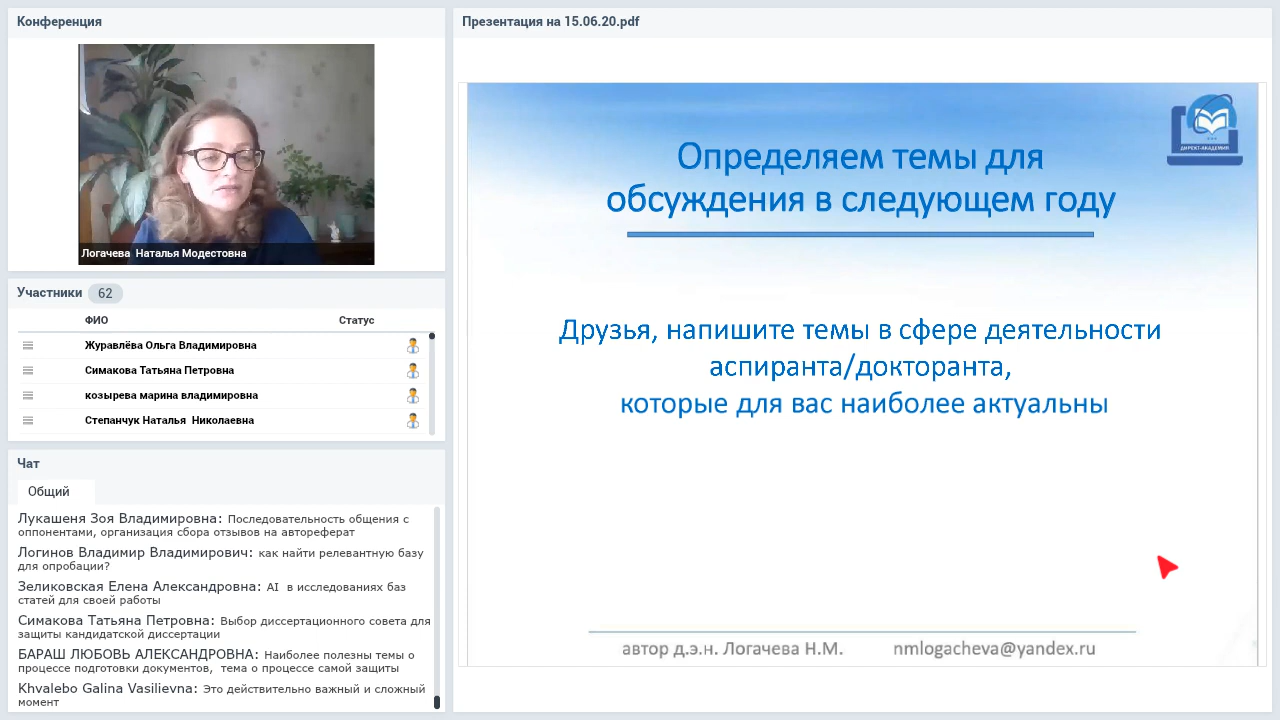 Конференция
Логачева  Наталья Модестовна
Участники 62
ФИО Статус
Журавлёва Ольга Владимировна
Симакова Татьяна Петровна
козырева марина владимировна
Степанчук Наталья  Николаевна
Чат
Общий
Лукашеня Зоя Владимировна: Последовательность общения с
оппонентами, организация сбора отзывов на автореферат
Логинов Владимир Владимирович: как найти релевантную базу
для опробации?
Зеликовская Елена Александровна: AI  в исследованиях баз
статей для своей работы
Симакова Татьяна Петровна: Выбор диссертационного совета для
защиты кандидатской диссертации
БАРАШ ЛЮБОВЬ АЛЕКСАНДРОВНА: Наиболее полезны темы о
процессе подготовки документов,  тема о процессе самой защиты
Khvalebo Galina Vasilievna: Это действительно важный и сложный
момент
Презентация на 15.06.20.pdf
ДИРЕКТ-АКАДЕМИЯ
Определяем темы для
обсуждения в следующем году
Друзья, напишите темы в сфере деятельности
аспиранта/докторанта,
которые для вас наиболее актуальны
автор д.э.н. Логачева Н.М. nmlogacheva@yandex.ru